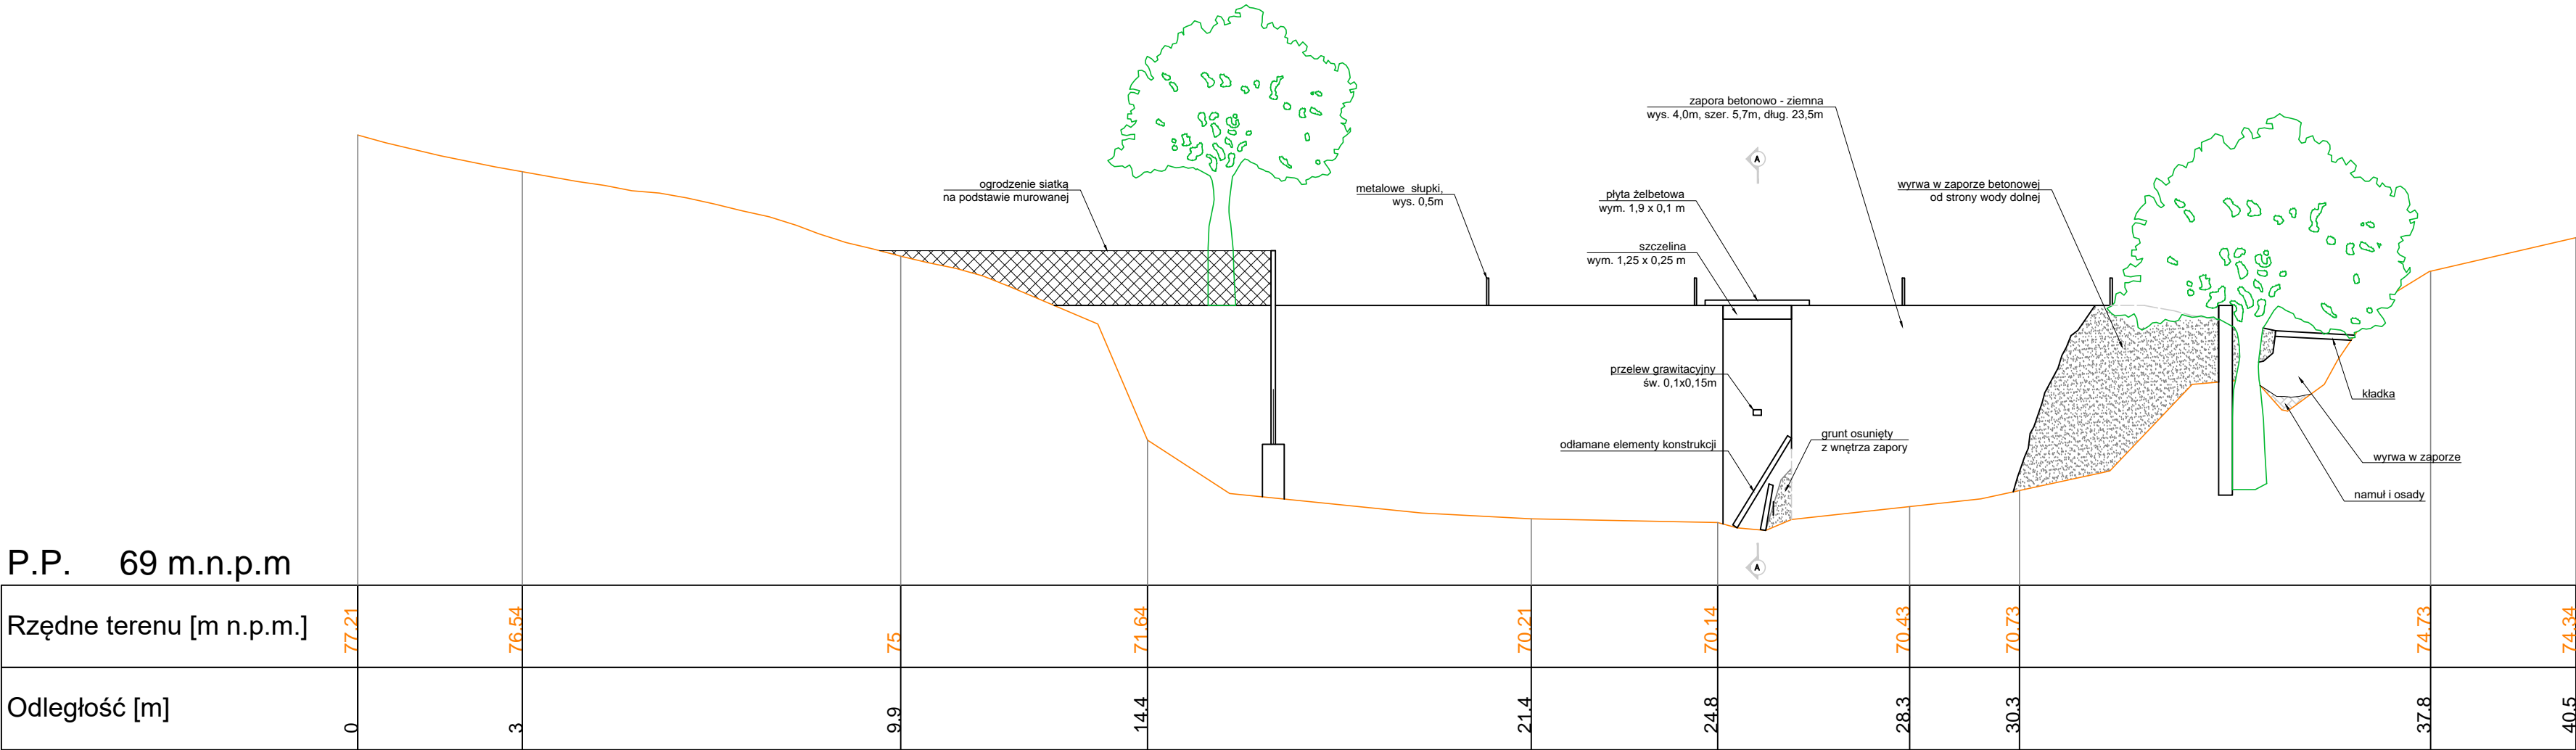 zapora betonowo - ziemna
wys. 4,0m, szer. 5,7m, dług. 23,5m
A
ogrodzenie siatką
na podstawie murowanej
metalowe słupki,
wys. 0,5m
płyta żelbetowa
wym. 1,9 x 0,1 m
wyrwa w zaporze betonowej
od strony wody dolnej
szczelina
wym. 1,25 x 0,25 m
przelew grawitacyjny
św. 0,1x0,15m
kładka
odłamane elementy konstrukcji
grunt osunięty
z wnętrza zapory
wyrwa w zaporze
namuł i osady
A
P.P. 69 m.n.p.m
Rzędne terenu [m n.p.m.] 77.21 76.54 75 71.64 70.21 70.14 70.43 70.73 74.73 74.34
Odległość [m] 0 3 9.9 14.4 21.4 24.8 28.3 30.3 37.8 40.5